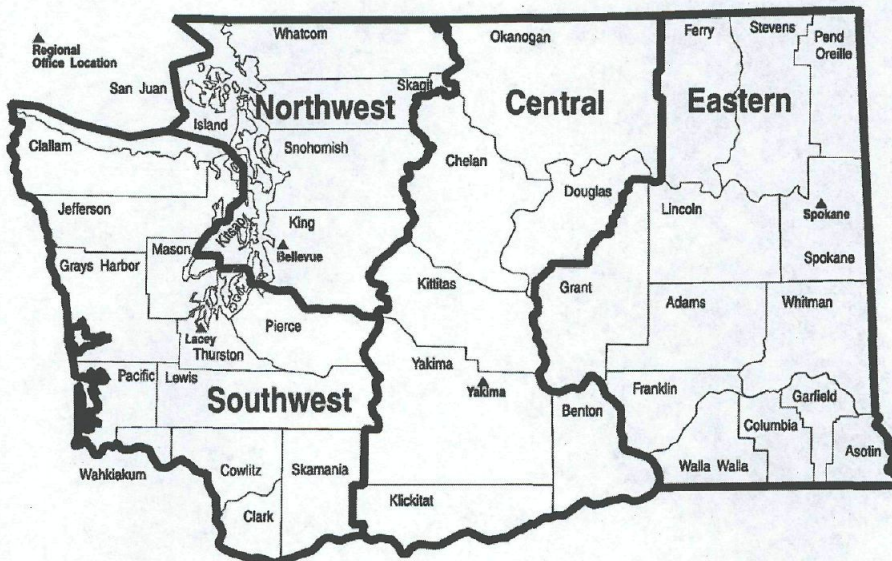 ▲
Regional
Office Location
San Juan
Whatcom
Skagit
Northwest
Island
Snohomish
King
Kitsap
▲
Bellevue
Okanogan
Central
Chelan
Douglas
Kittitas
Yakima
▲
Yakima
Benton
Klickitat
Ferry
Stevens
Pend
Oreille
Eastern
Lincoln
▲
Spokane
Spokane
Grant
Adams
Whitman
Franklin
Garfield
Columbia
Asotin
Walla Walla
Clallam
Jefferson
Mason
Grays Harbor
▲
Lacey
Thurston
Pierce
Pacific
Lewis
Southwest
Wahkiakum
Cowlitz
Skamania
Clark